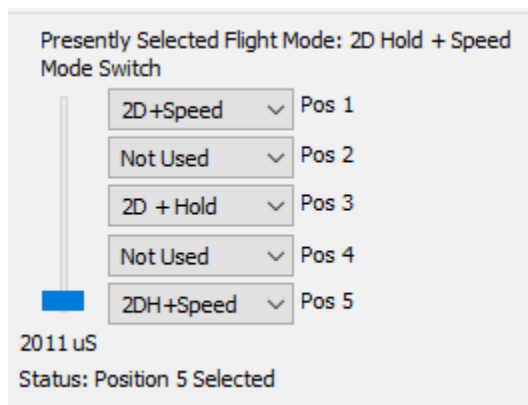 Presently Selected Flight Mode: 2D Hold + Speed
Mode Switch
2D+Speed Pos 1
Not Used Pos 2
2D + Hold Pos 3
Not Used Pos 4
2DH+Speed Pos 5
2011 uS
Status: Position 5 Selected